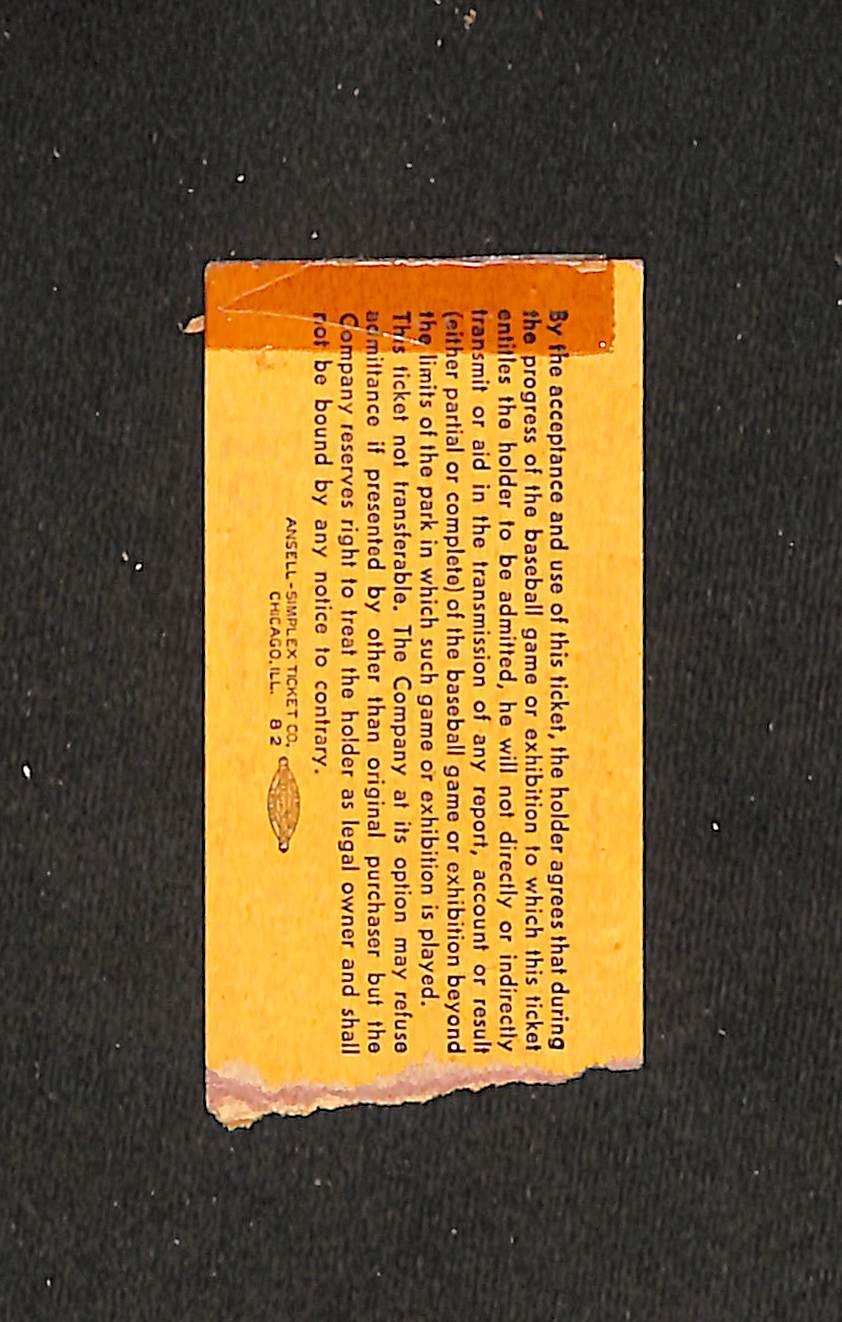 By the acceptance and use of this ticket, the holder agrees that during
the progress of the baseball game or exhibition to which this ticket
entitles the holder to be admitted, he will not directly or indirectly
transmit or aid in the transmission of any report, account or result
(either partial or complete) of the baseball game or exhibition beyond
the limits of the park in which such game or exhibition is played.
This ticket not transferable. The Company at its option may refuse
admittance if presented by other than original purchaser but the
Company reserves right to treat the holder as legal owner and shall
not be bound by any notice to contrary.
ANSELL-SIMPLEX TICKET CO.
CHICAGO, ILL. 82